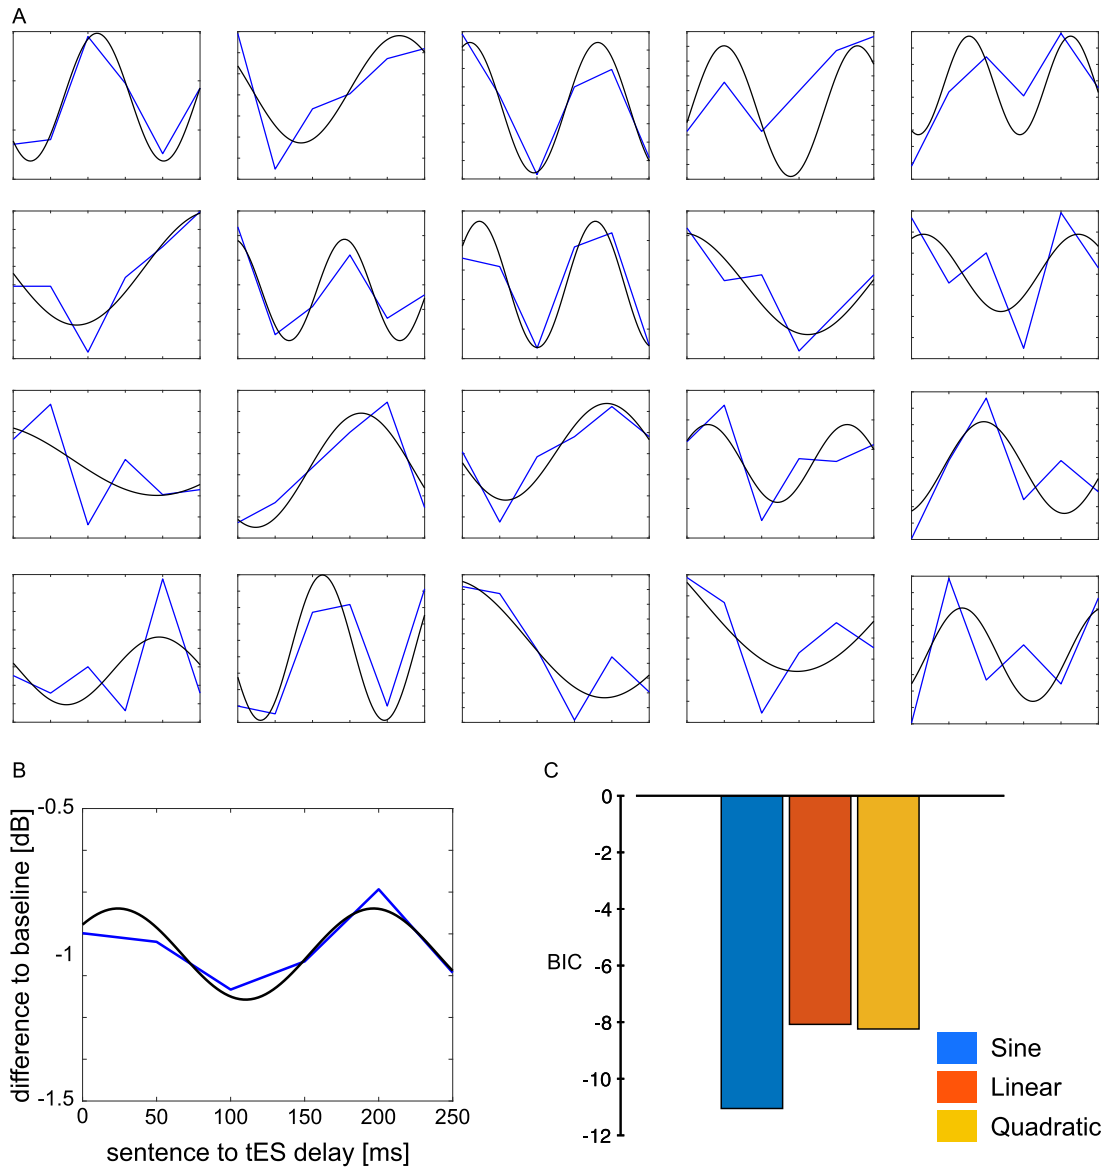 A
B
C
difference to baseline [dB]
-0.5
-1
-1.5
0
50
100
150
200
250
sentence to tES delay [ms]
BIC
0
-2
-4
-6
-8
-10
-12
Sine
Linear
Quadratic